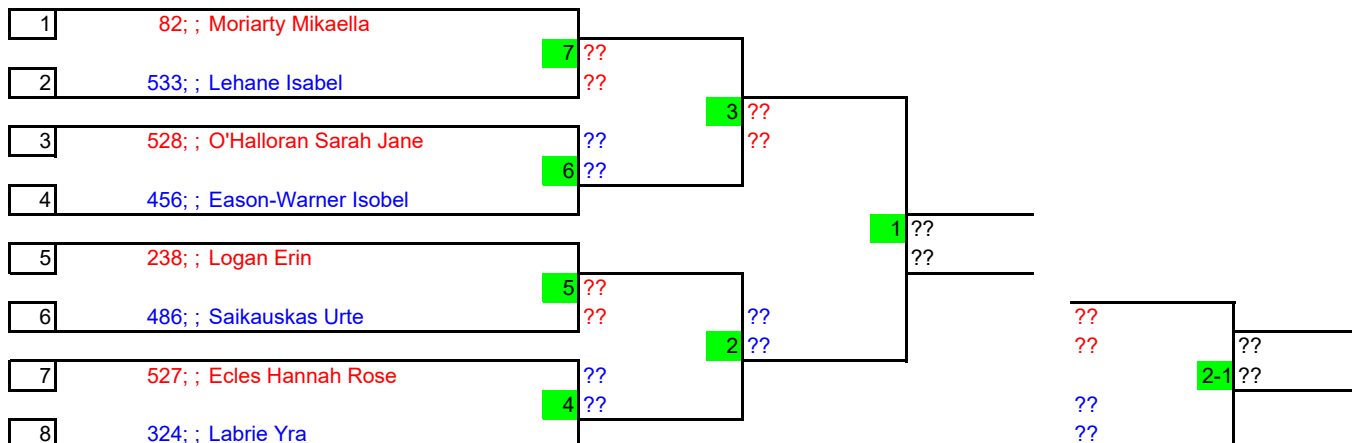 1 82; ; Moriarty Mikaella
7 ??
2 533; ; Lehane Isabel ??
3 ??
3 528; ; O'Halloran Sarah Jane ?? ??
6 ??
4 456; ; Eason-Warner Isobel
1 ??
5 238; ; Logan Erin ??
5 ??
6 486; ; Saikauskas Urte ?? ?? ??
2 ?? ?? ??
7 527; ; Ecles Hannah Rose ?? 2-1 ??
4 ?? ??
8 324; ; Labrie Yra ??